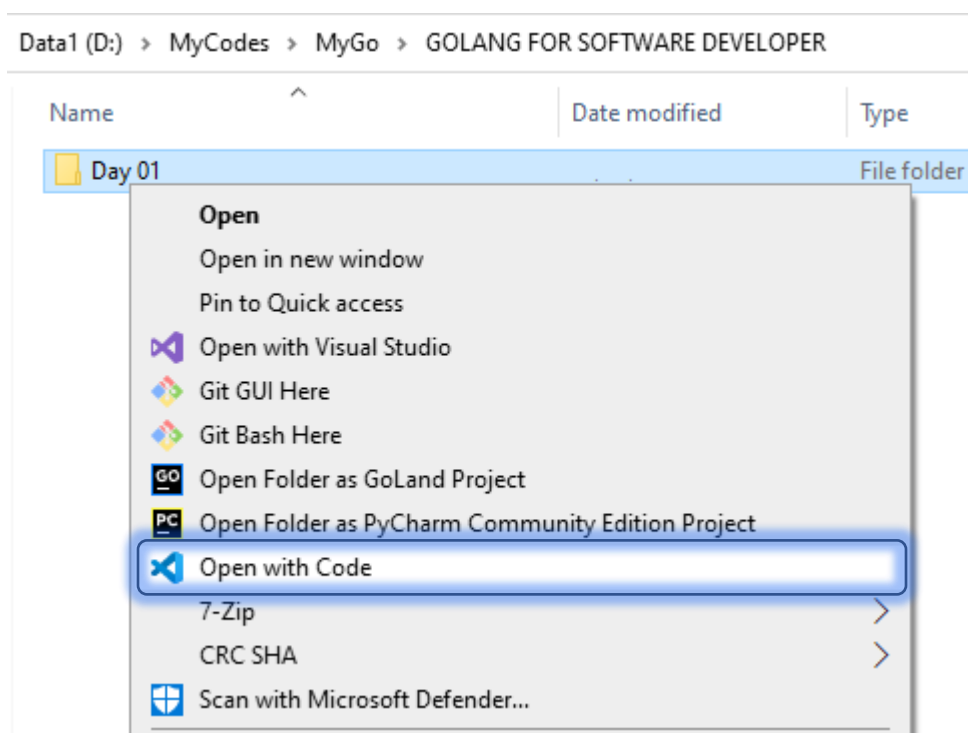 Data1 (D:) > MyCodes > MyGo > GOLANG FOR SOFTWARE DEVELOPER
Name Date modified Type
Day 01 File folder
Open
Open in new window
Pin to Quick access
Open with Visual Studio
Git GUI Here
Git Bash Here
GO Open Folder as GoLand Project
PC Open Folder as PyCharm Community Edition Project
Open with Code
7-Zip
CRC SHA
Scan with Microsoft Defender...